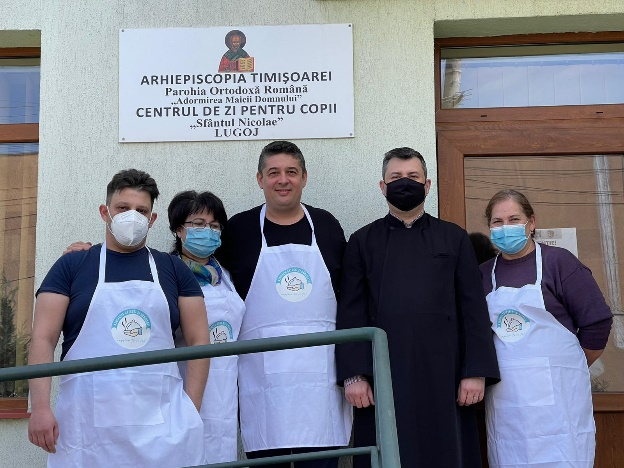 ARHIEPISCOPIA TIMIȘOAREI
Parohia Ortodoxă Română
„Adormirea Maicii Domnului”
CENTRUL DE ZI PENTRU COPII
„Sfântul Nicolae”
LUGOJ